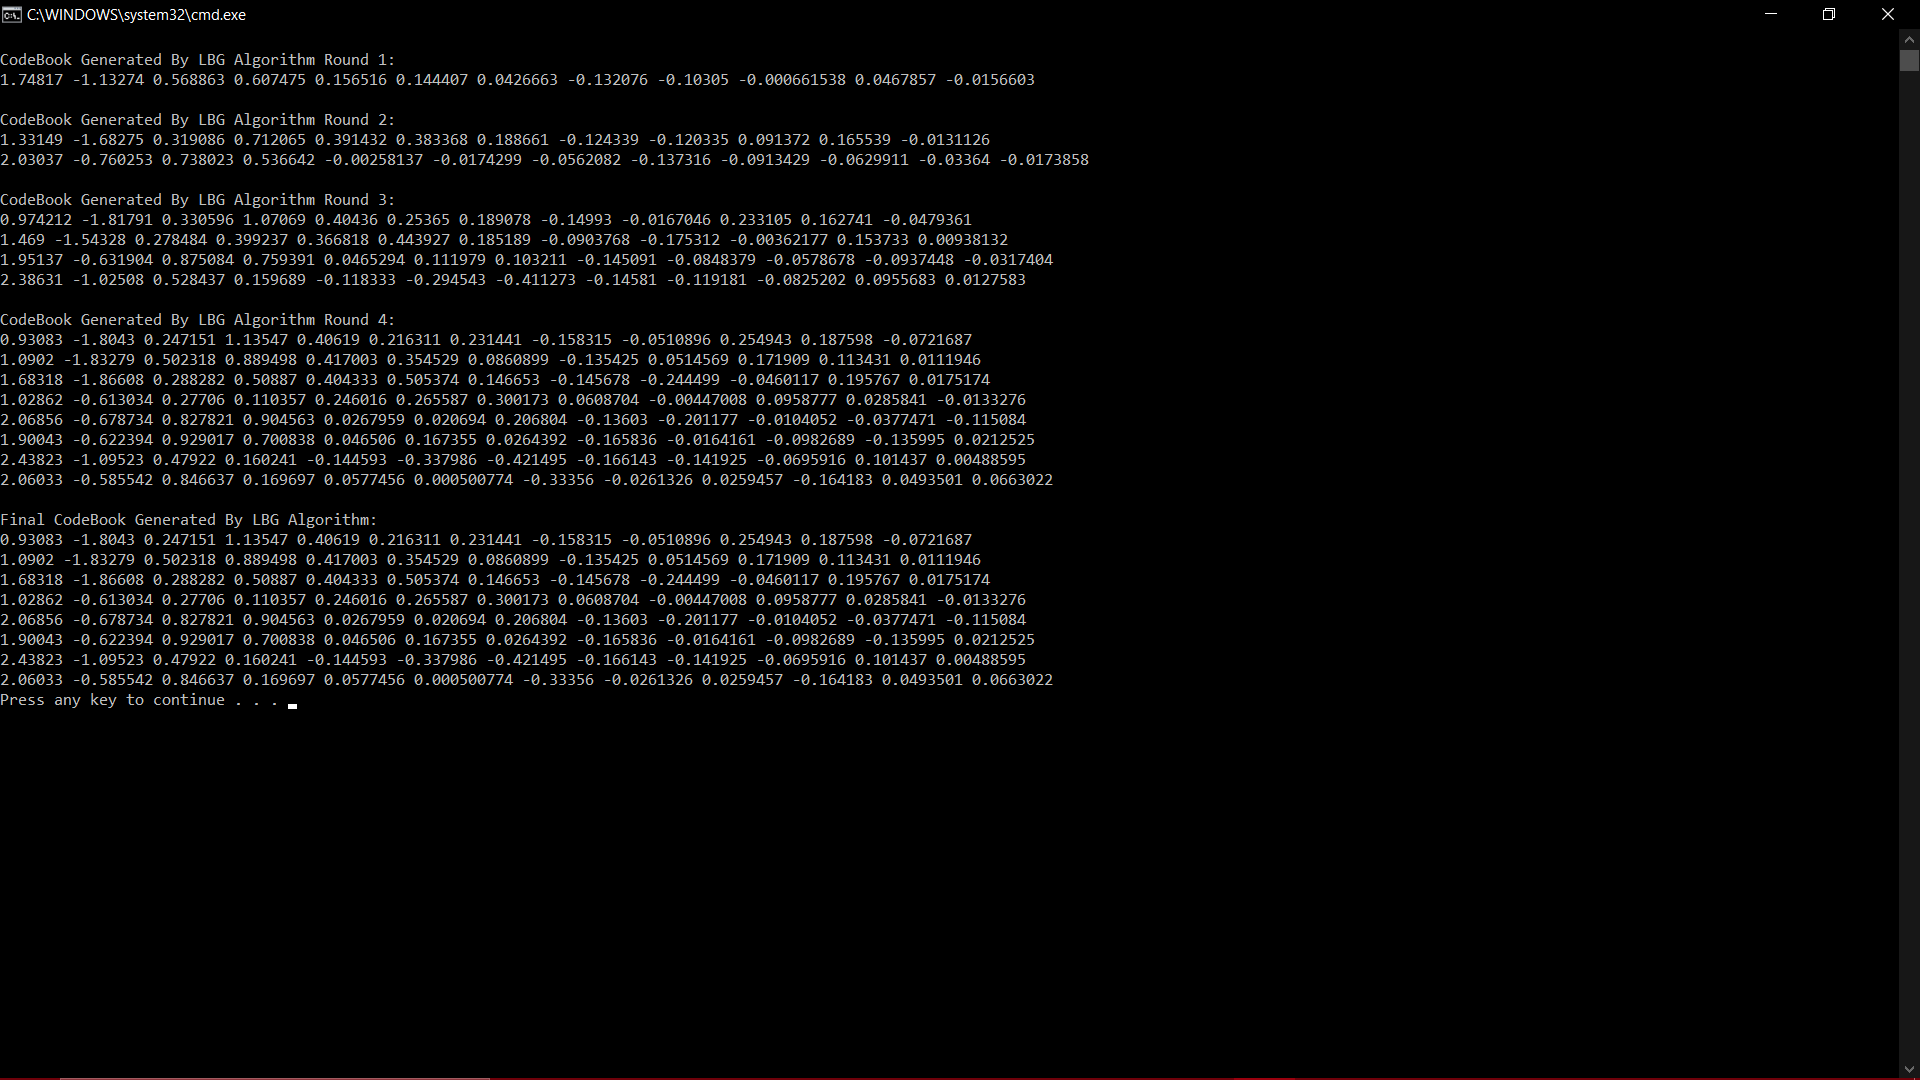 C:\WINDOWS\system32\cmd.exe
CodeBook Generated By LBG Algorithm Round 1:
1.74817 -1.13274 0.568863 0.607475 0.156516 0.144407 0.0426663 -0.132076 -0.10305 -0.000661538 0.0467857 -0.0156603
CodeBook Generated By LBG Algorithm Round 2:
1.33149 -1.68275 0.319086 0.712065 0.391432 0.383368 0.188661 -0.124339 -0.120335 0.091372 0.165539 -0.0131126
2.03037 -0.760253 0.738023 0.536642 -0.00258137 -0.0174299 -0.0562082 -0.137316 -0.0913429 -0.0629911 -0.03364 -0.0173858
CodeBook Generated By LBG Algorithm Round 3:
0.974212 -1.81791 0.330596 1.07069 0.40436 0.25365 0.189078 -0.14993 -0.0167046 0.233105 0.162741 -0.0479361
1.469 -1.54328 0.278484 0.399237 0.366818 0.443927 0.185189 -0.0903768 -0.175312 -0.00362177 0.153733 0.00938132
1.95137 -0.631904 0.875084 0.759391 0.0465294 0.111979 0.103211 -0.145091 -0.0848379 -0.0578678 -0.0937448 -0.0317404
2.38631 -1.02508 0.528437 0.159689 -0.118333 -0.294543 -0.411273 -0.14581 -0.119181 -0.0825202 0.0955683 0.0127583
CodeBook Generated By LBG Algorithm Round 4:
0.93083 -1.8043 0.247151 1.13547 0.40619 0.216311 0.231441 -0.158315 -0.0510896 0.254943 0.187598 -0.0721687
1.0902 -1.83279 0.502318 0.889498 0.417003 0.354529 0.0860899 -0.135425 0.0514569 0.171909 0.113431 0.0111946
1.68318 -1.86608 0.288282 0.50887 0.404333 0.505374 0.146653 -0.145678 -0.244499 -0.0460117 0.195767 0.0175174
1.02862 -0.613034 0.27706 0.110357 0.246016 0.265587 0.300173 0.0608704 -0.00447008 0.0958777 0.0285841 -0.0133276
2.06856 -0.678734 0.827821 0.904563 0.0267959 0.020694 0.206804 -0.13603 -0.201177 -0.0104052 -0.0377471 -0.115084
1.90043 -0.622394 0.929017 0.700838 0.046506 0.167355 0.0264392 -0.165836 -0.0164161 -0.0982689 -0.135995 0.0212525
2.43823 -1.09523 0.47922 0.160241 -0.144593 -0.337986 -0.421495 -0.166143 -0.141925 -0.0695916 0.101437 0.00488595
2.06033 -0.585542 0.846637 0.169697 0.0577456 0.000500774 -0.33356 -0.0261326 0.0259457 -0.164183 0.0493501 0.0663022
Final CodeBook Generated By LBG Algorithm:
0.93083 -1.8043 0.247151 1.13547 0.40619 0.216311 0.231441 -0.158315 -0.0510896 0.254943 0.187598 -0.0721687
1.0902 -1.83279 0.502318 0.889498 0.417003 0.354529 0.0860899 -0.135425 0.0514569 0.171909 0.113431 0.0111946
1.68318 -1.86608 0.288282 0.50887 0.404333 0.505374 0.146653 -0.145678 -0.244499 -0.0460117 0.195767 0.0175174
1.02862 -0.613034 0.27706 0.110357 0.246016 0.265587 0.300173 0.0608704 -0.00447008 0.0958777 0.0285841 -0.0133276
2.06856 -0.678734 0.827821 0.904563 0.0267959 0.020694 0.206804 -0.13603 -0.201177 -0.0104052 -0.0377471 -0.115084
1.90043 -0.622394 0.929017 0.700838 0.046506 0.167355 0.0264392 -0.165836 -0.0164161 -0.0982689 -0.135995 0.0212525
2.43823 -1.09523 0.47922 0.160241 -0.144593 -0.337986 -0.421495 -0.166143 -0.141925 -0.0695916 0.101437 0.00488595
2.06033 -0.585542 0.846637 0.169697 0.0577456 0.000500774 -0.33356 -0.0261326 0.0259457 -0.164183 0.0493501 0.0663022
Press any key to continue . . .